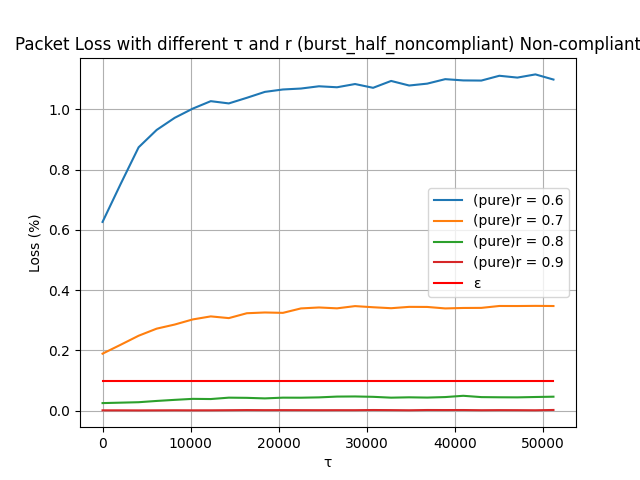 Packet Loss with different τ and r (burst_half_noncompliant) Non-compliant
Loss (%)
1.0
0.8
0.6
0.4
0.2
0.0
(pure)r = 0.6
(pure)r = 0.7
(pure)r = 0.8
(pure)r = 0.9
ε
0 10000 20000 30000 40000 50000
τ